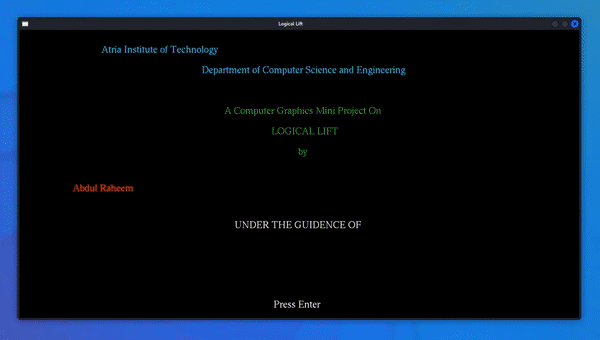 Logical Lift
Atria Institute of Technology
Department of Computer Science and Engineering
A Computer Graphics Mini Project On
LOGICAL LIFT
by
Abdul Raheem
UNDER THE GUIDENCE OF
Press Enter